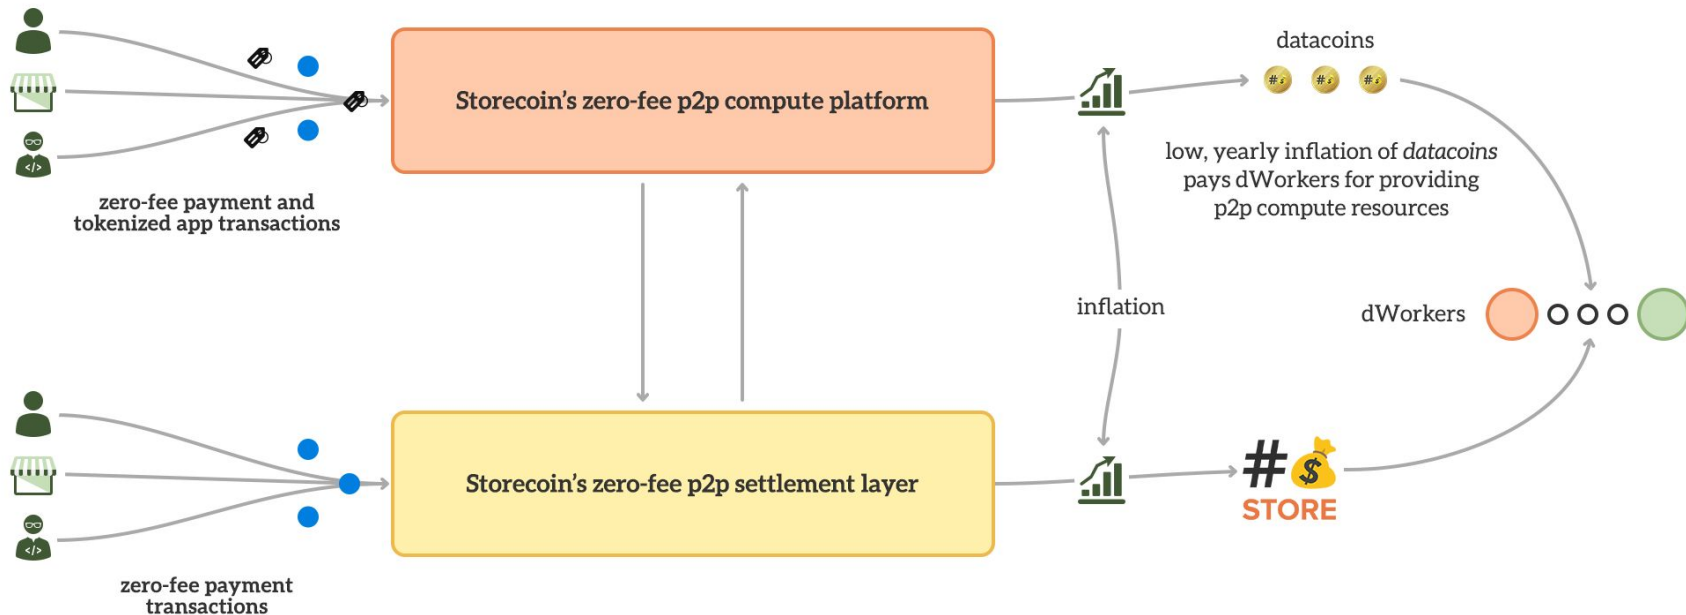 datacoins
Storecoin's zero-fee p2p compute platform
low, yearly inflation of datacoins
pays dWorkers for providing
p2p compute resources
zero-fee payment and
tokenized app transactions
inflation
dWorkers
Storecoin's zero-fee p2p settlement layer
#💰
STORE
zero-fee payment
transactions